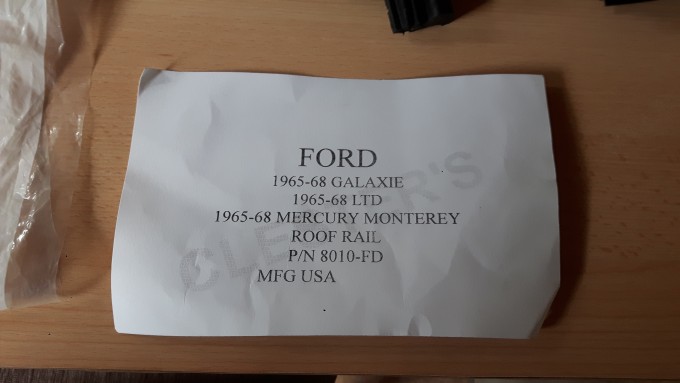 FORD
1965-68 GALAXIE
1965-68 LTD
1965-68 MERCURY MONTEREY
ROOF RAIL
P/N 8010-FD
MFG USA